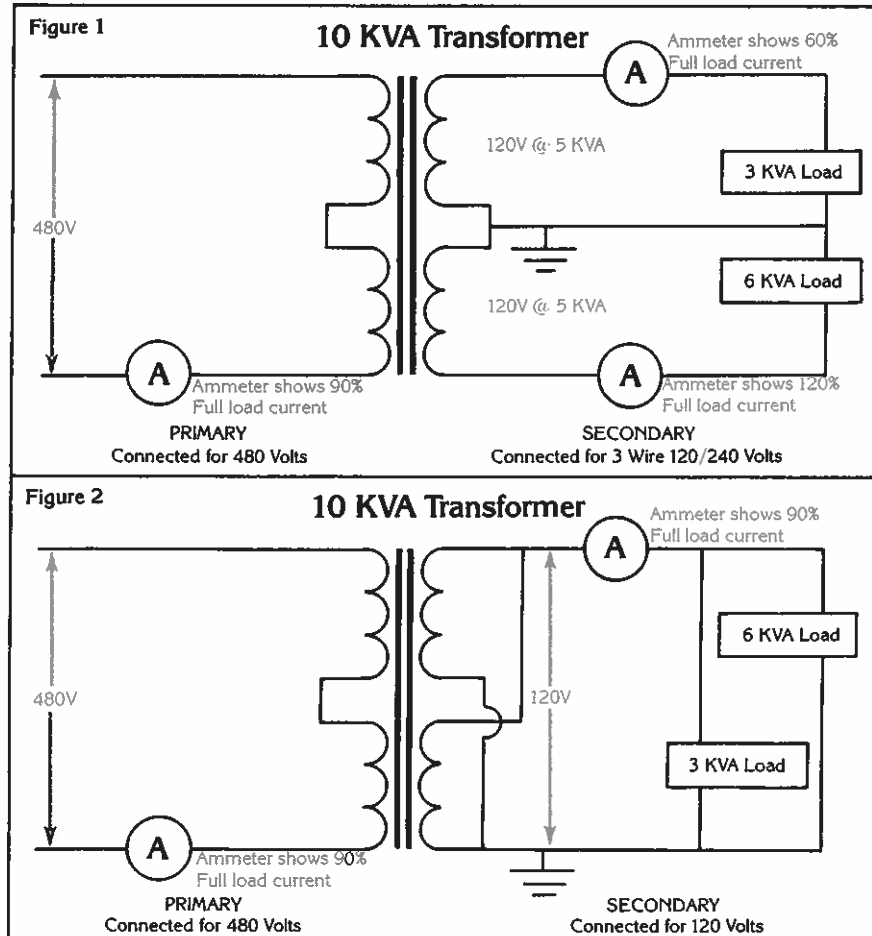 Figure 1
10 KVA Transformer
Ammeter shows 60%
Full load current
A
120V @ 5 KVA
3 KVA Load
480V
6 KVA Load
120V @ 5 KVA
A
Ammeter shows 90%
Full load current
A
Ammeter shows 120%
Full load current
PRIMARY
Connected for 480 Volts
SECONDARY
Connected for 3 Wire 120/240 Volts
Figure 2
10 KVA Transformer
Ammeter shows 90%
Full load current
A
6 KVA Load
480V
120V
3 KVA Load
A
Ammeter shows 90%
Full load current
PRIMARY
Connected for 480 Volts
SECONDARY
Connected for 120 Volts